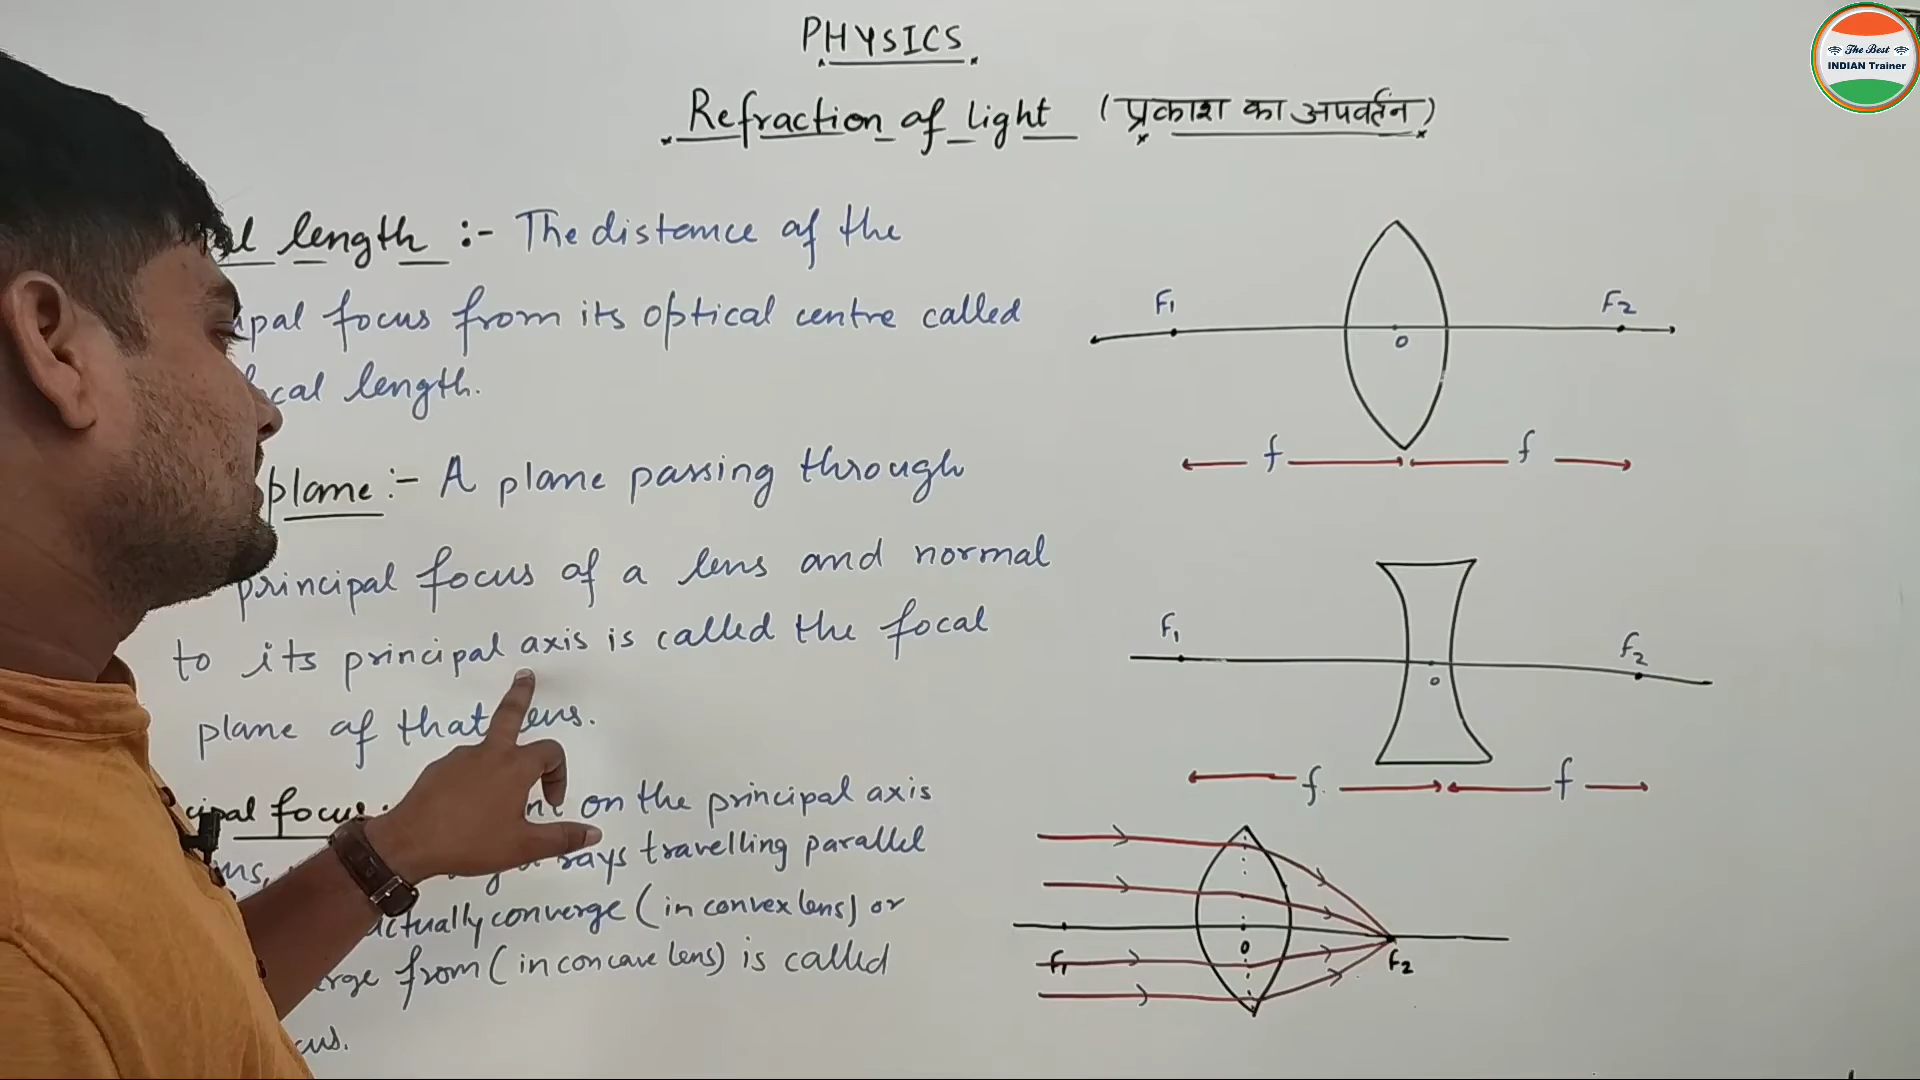 PHYSICS
Refraction of light (प्रकाश का अपवर्तन)
The Best
INDIAN Trainer
length :- The distance of the
focus from its optical centre called
length.
plane :- A plane passing through
principal focus of a lens and normal
to its principal axis is called the focal
plane of that lens.
focus on the principal axis
rays travelling parallel
converge (in convex lens) or
from (in concave lens) is called
F1
F2
O
f
f
F1
F2
O
f
f
F1
O
F2